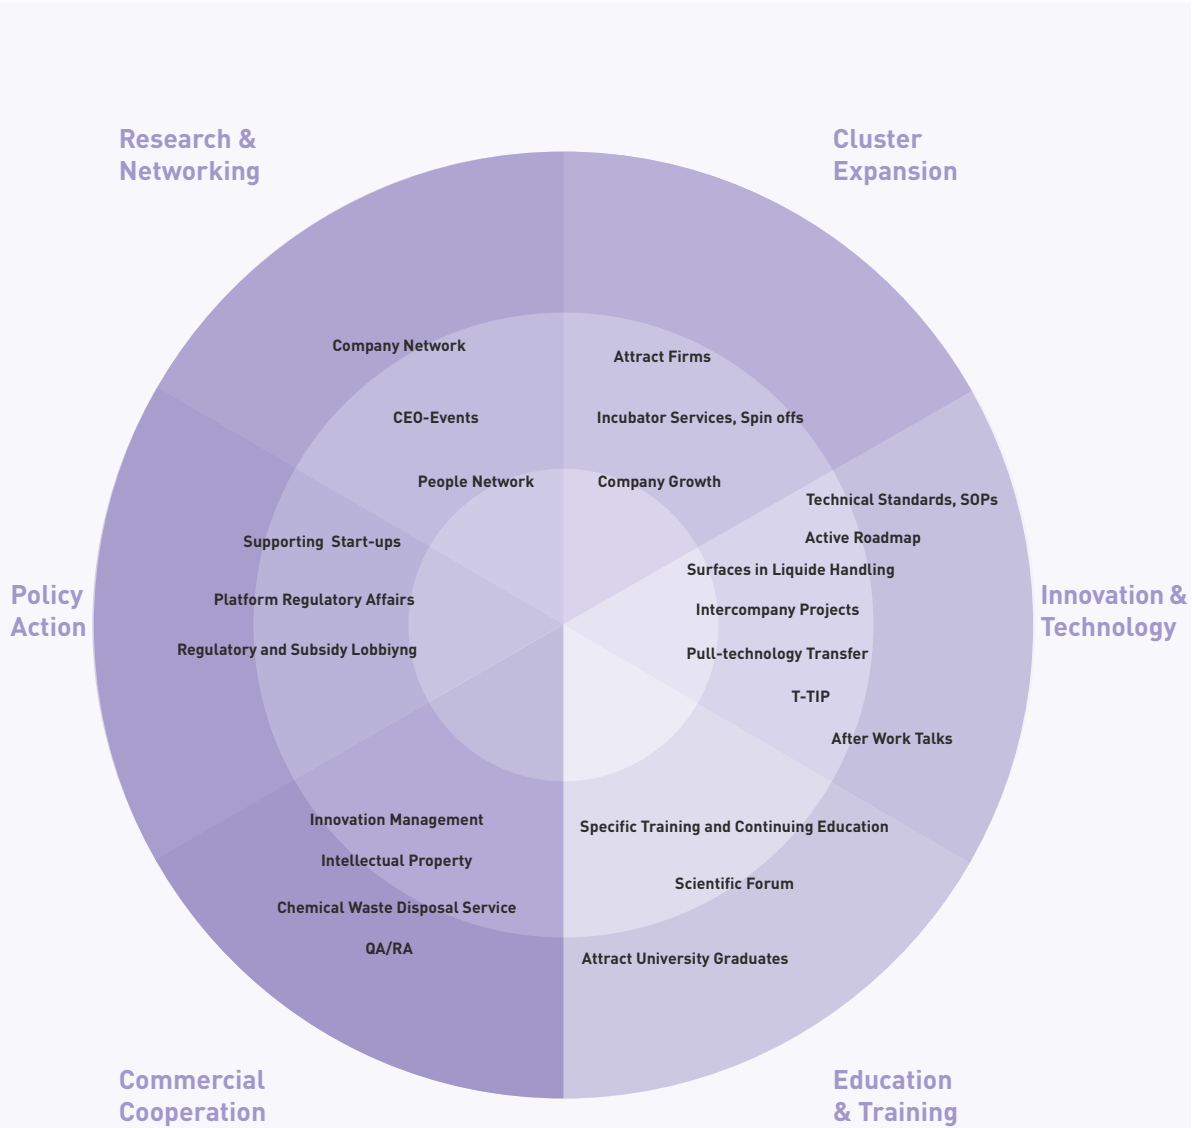 Research &
Networking
Cluster
Expansion
Company Network
Attract Firms
CEO-Events
Incubator Services, Spin offs
People Network
Company Growth
Technical Standards, SOPs
Active Roadmap
Supporting  Start-ups
Surfaces in Liquide Handling
Policy
Action
Platform Regulatory Affairs
Intercompany Projects
Innovation &
Technology
Regulatory and Subsidy Lobbiyng
Pull-technology Transfer
T-TIP
After Work Talks
Innovation Management
Specific Training and Continuing Education
Intellectual Property
Scientific Forum
Chemical Waste Disposal Service
QA/RA
Attract University Graduates
Commercial
Cooperation
Education
& Training